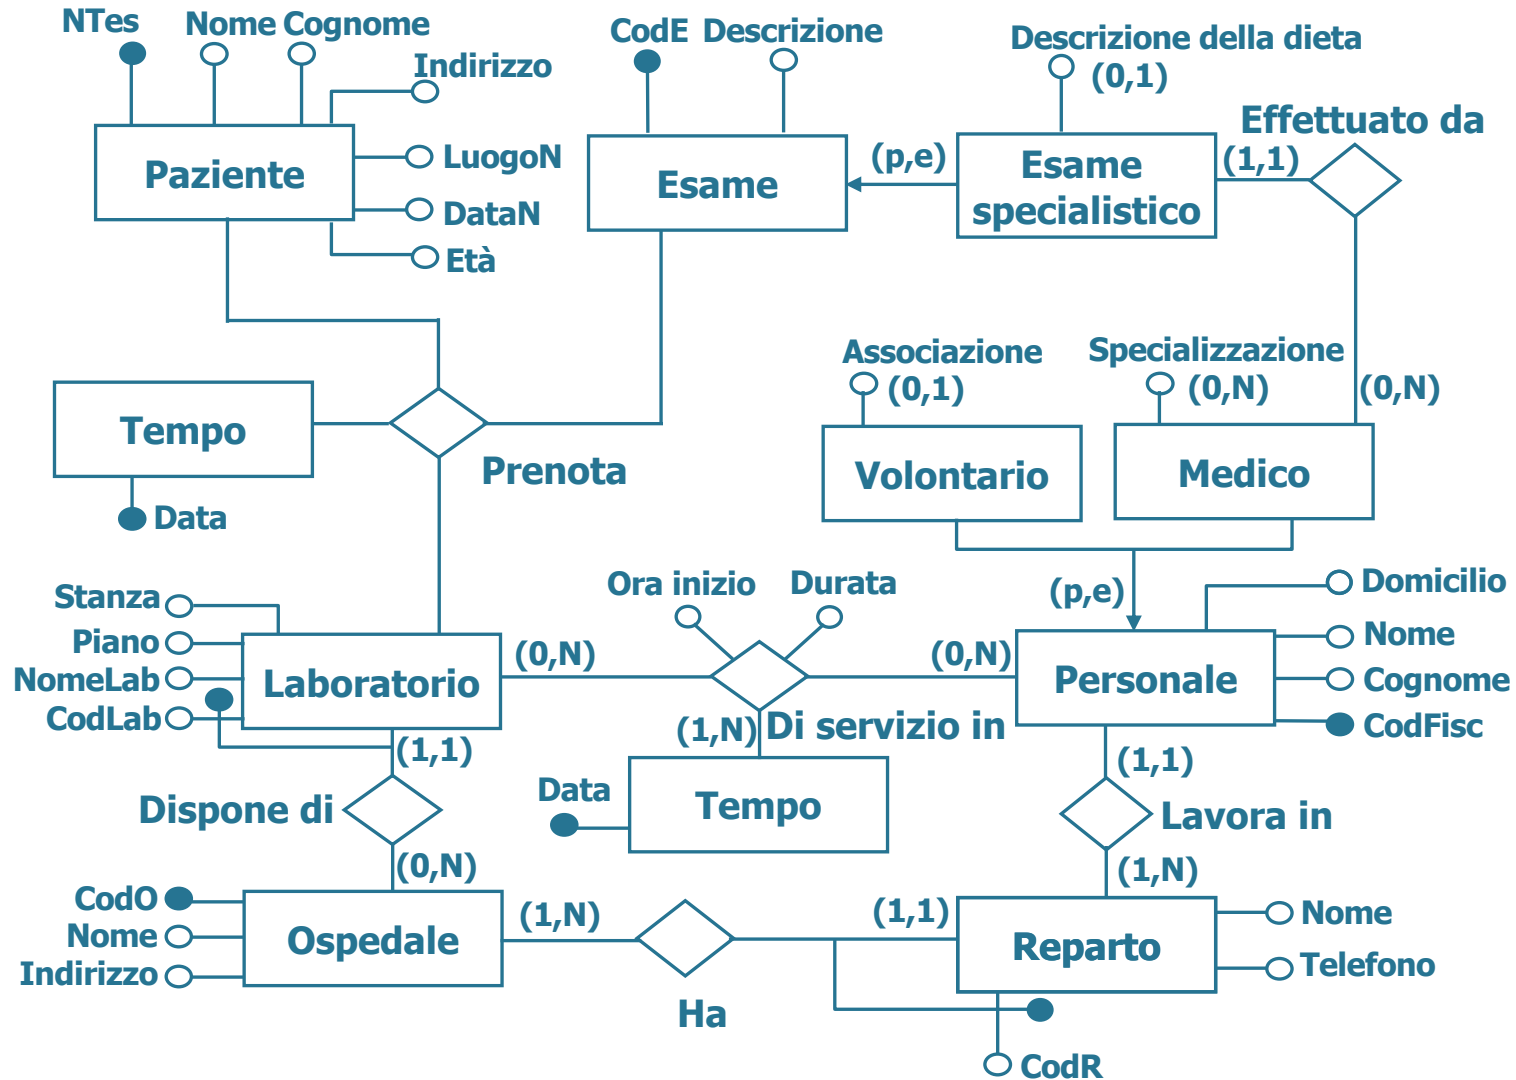 NTes
Nome Cognome
Indirizzo
Paziente
LuogoN
DataN
Età
CodE Descrizione
Esame
(p,e)
Descrizione della dieta
(0,1)
Esame
specialistico
Effettuato da
(1,1)
(0,N)
Tempo
Data
Prenota
Associazione
(0,1)
Volontario
Specializzazione
(0,N)
Medico
(p,e)
Stanza
Piano
NomeLab
CodLab
Laboratorio
(0,N)
Ora inizio
Durata
(0,N)
Di servizio in
(1,N)
Data
Tempo
Personale
Domicilio
Nome
Cognome
CodFisc
(1,1)
Dispone di
(0,N)
(1,1)
Lavora in
(1,N)
CodO
Nome
Indirizzo
Ospedale
(1,N)
Ha
(1,1)
Reparto
Nome
Telefono
CodR